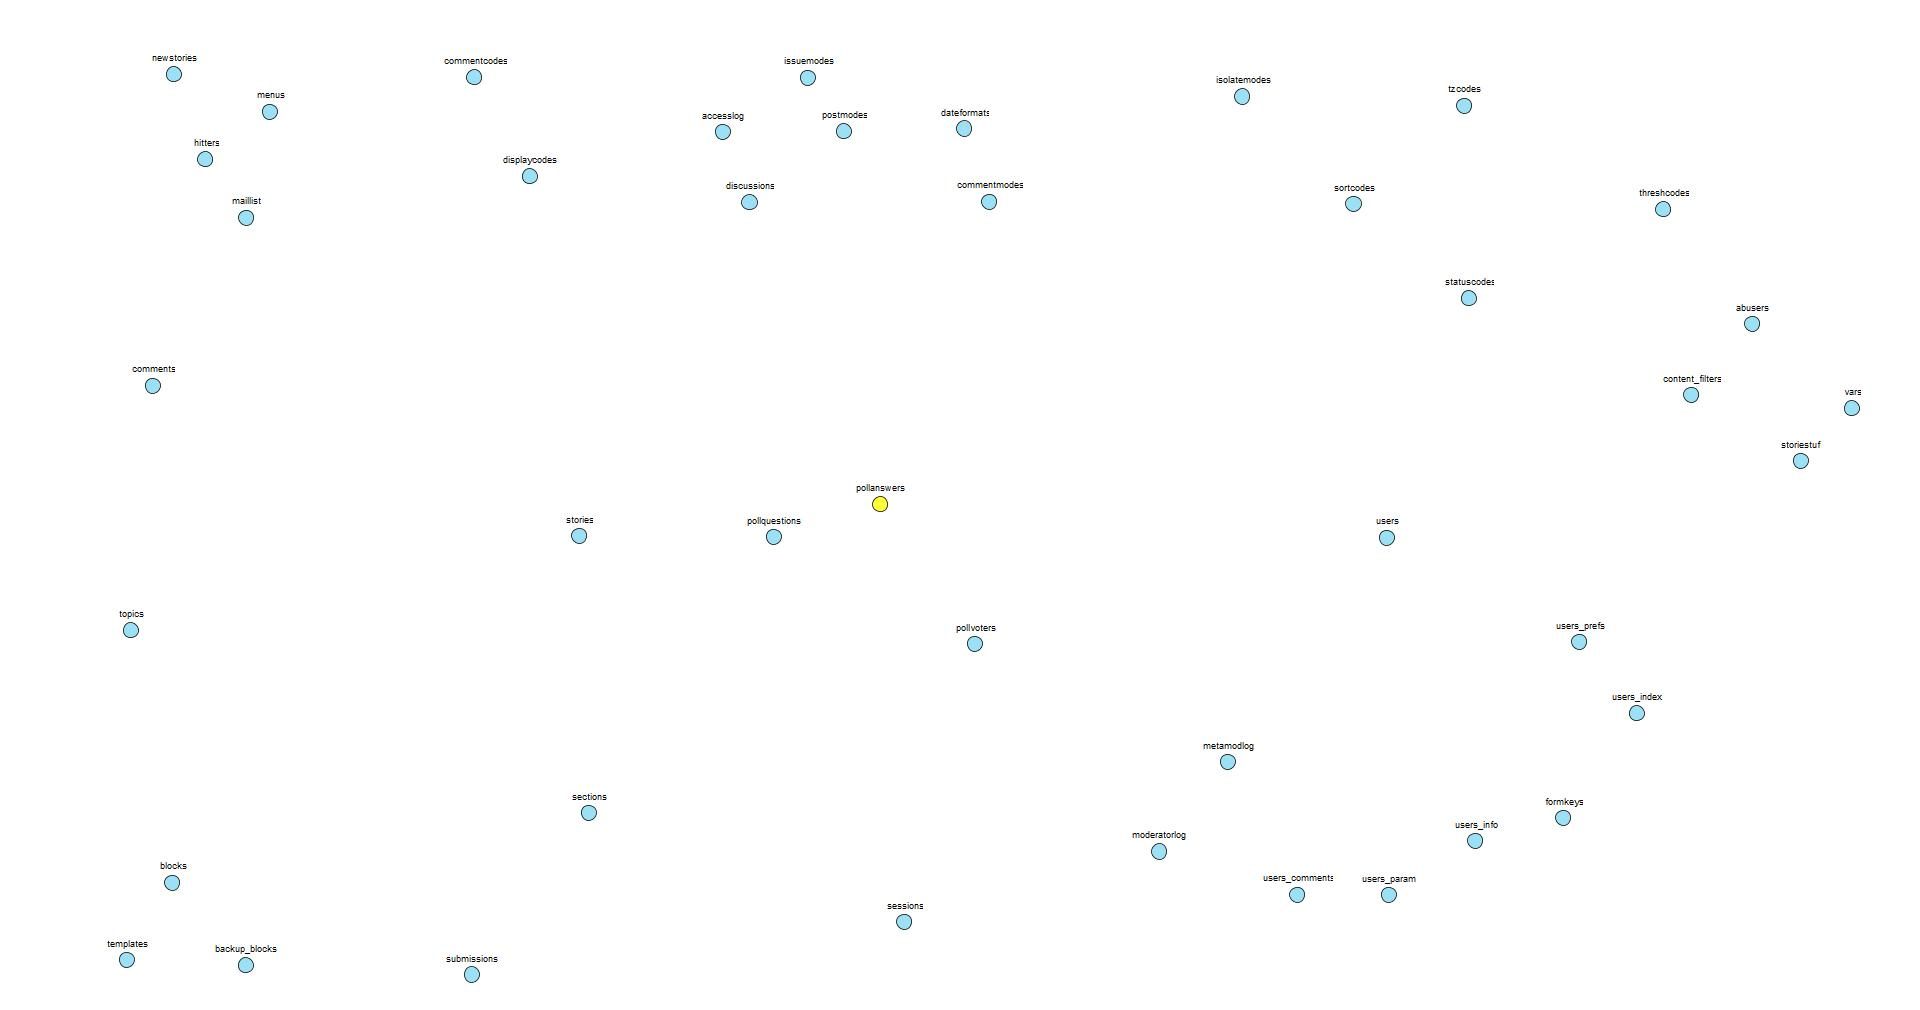 newstories
commentcodes
issuemodes
isolatemodes
tzcodes
menus
accesslog
postmodes
dateformats
hitters
displaycodes
discussions
commentmodes
sortcodes
threshcodes
maillist
statuscodes
abusers
comments
content_filters
vars
storiestuf
pollanswers
stories
pollquestions
users
topics
pollvoters
users_prefs
users_index
metamodlog
sections
formkeys
users_info
moderatorlog
blocks
users_comments
users_param
sessions
templates
backup_blocks
submissions